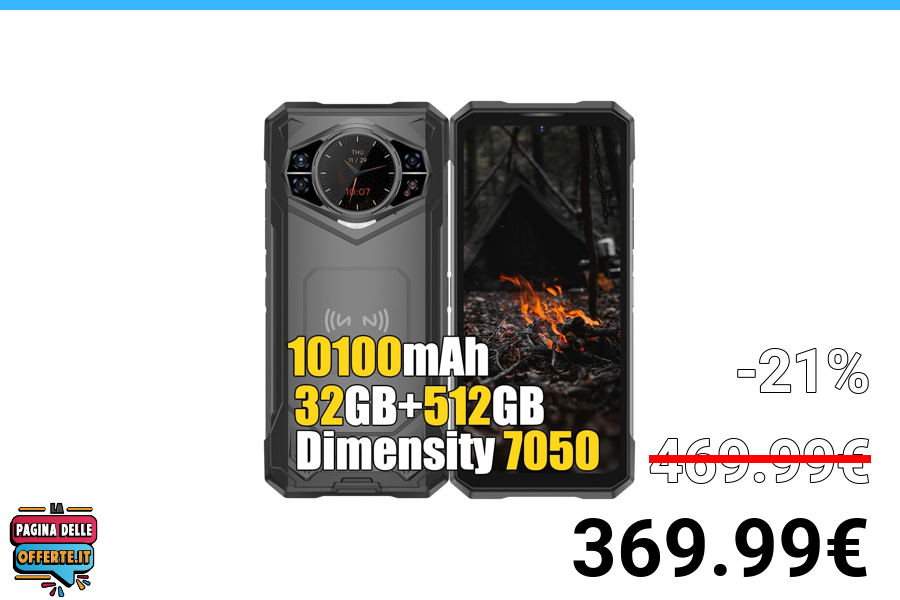 THU
11 / 29
10:07
10100mAh
32GB+512GB
Dimensity 7050
-21%
469.99€
369.99€
LA
PAGINA DELLE
OFFERTE.IT